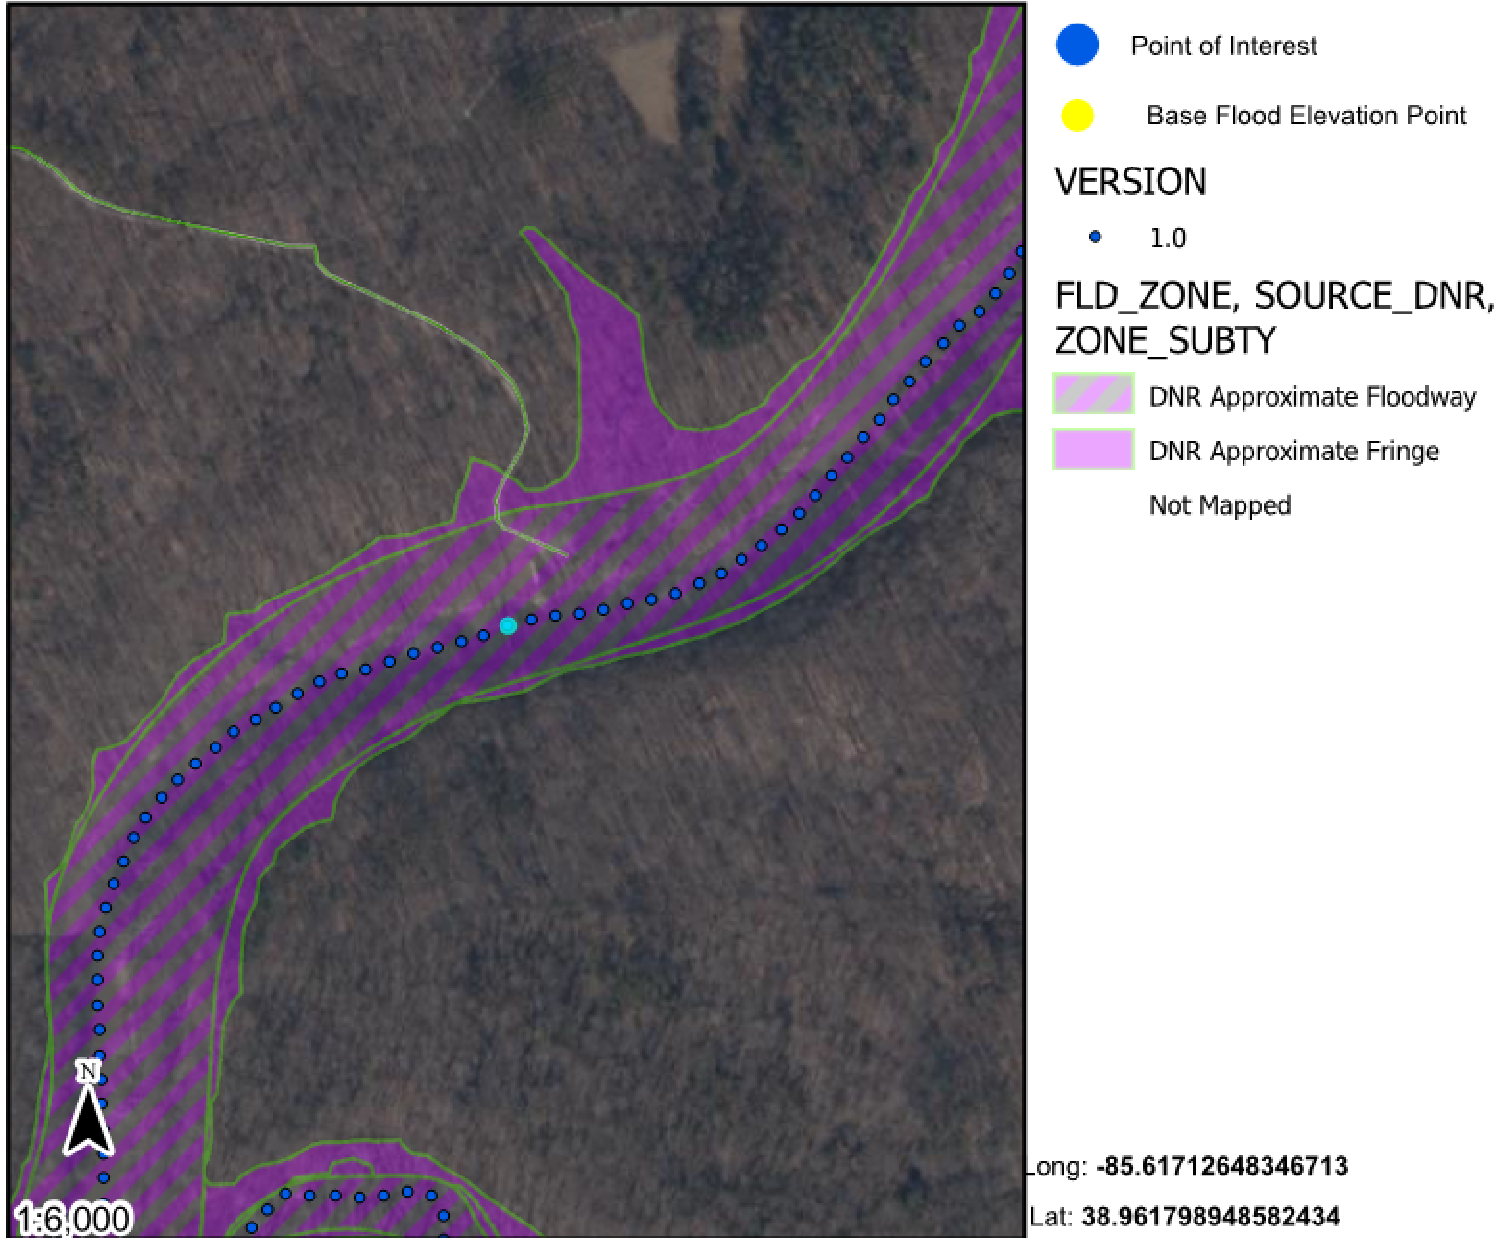 Point of Interest
Base Flood Elevation Point
VERSION
1.0
FLD_ZONE, SOURCE_DNR,
ZONE_SUBTY
DNR Approximate Floodway
DNR Approximate Fringe
Not Mapped
N
1:6,000
Long: -85.61712648346713
Lat: 38.961798948582434